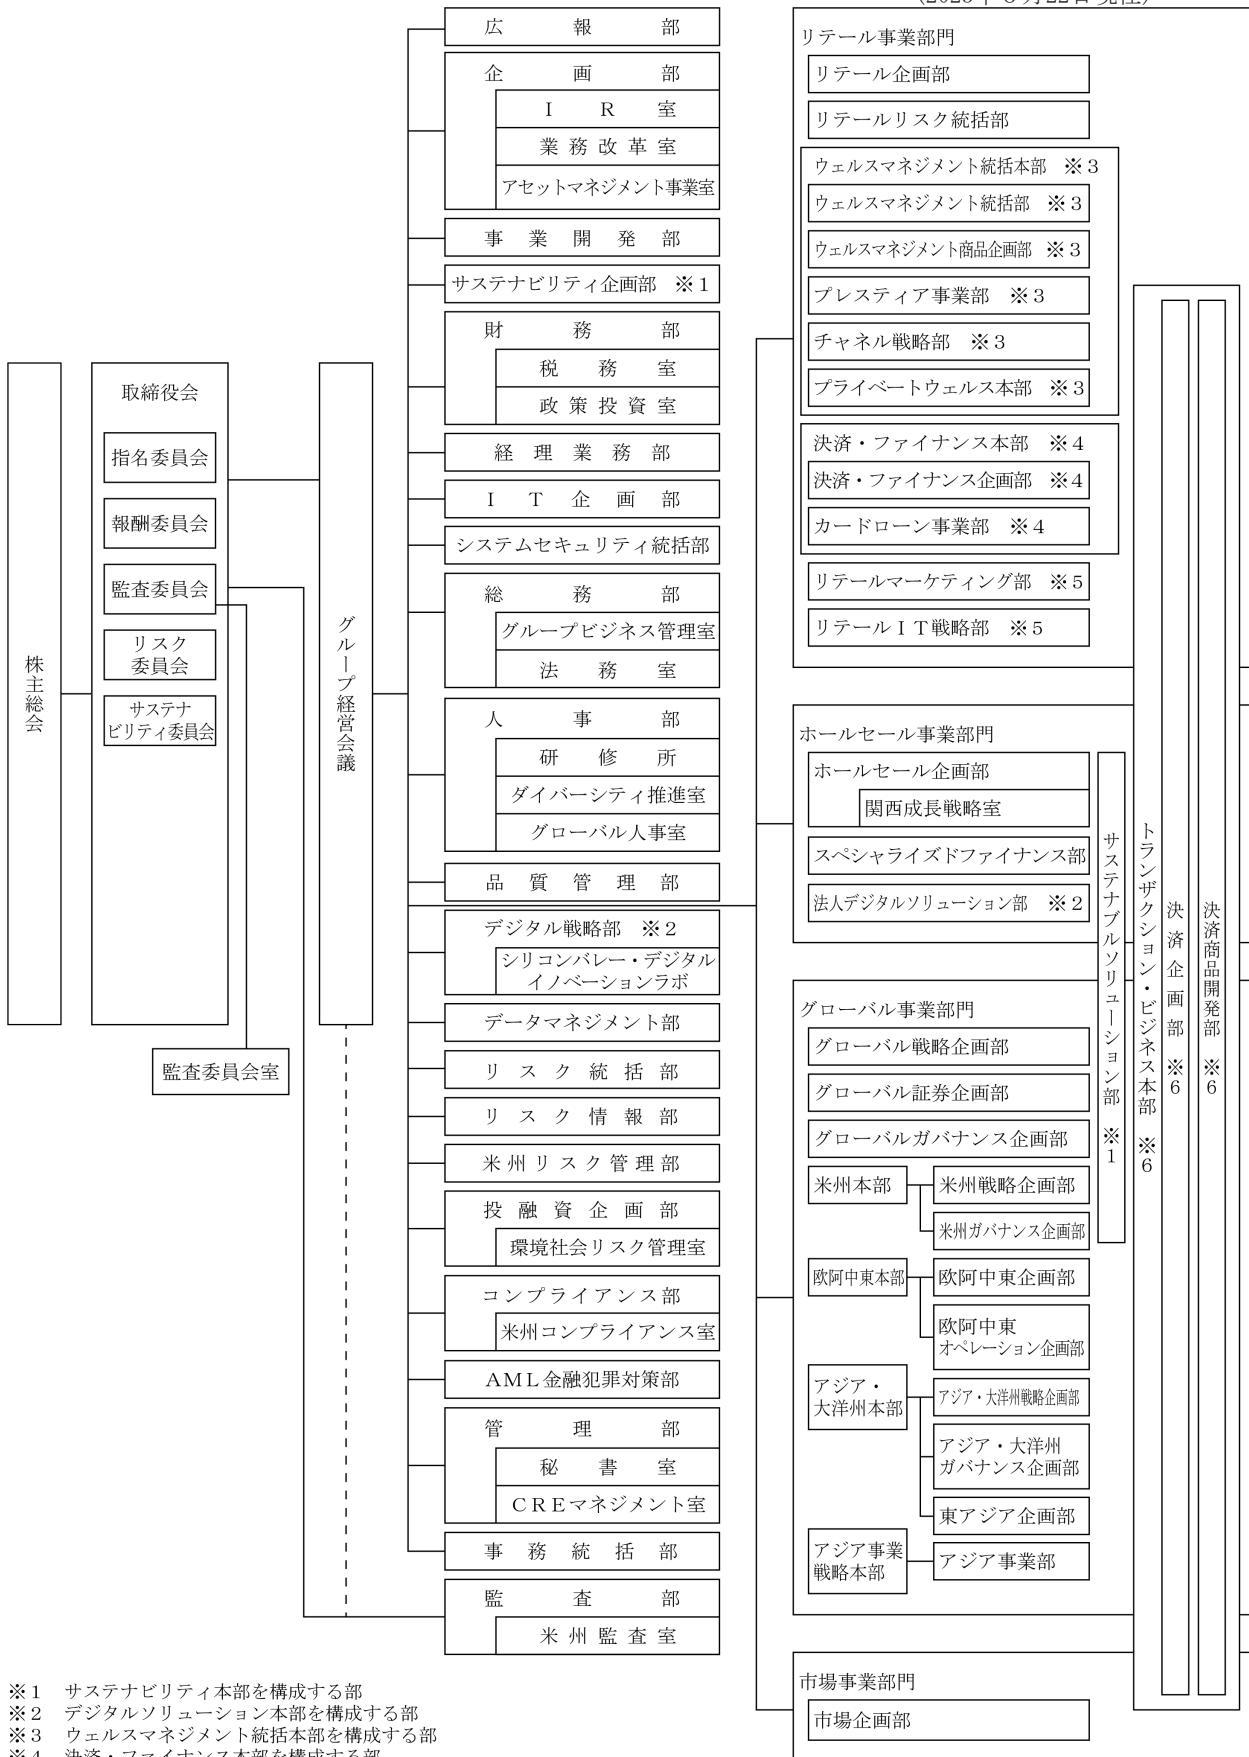 株主総会
取締役会
指名委員会
報酬委員会
監査委員会
リスク
委員会
サステナ
ビリティ委員会
監査委員会室
グループ経営会議
広報部
企画部
ＩＲ室
業務改革室
アセットマネジメント事業室
事業開発部
サステナビリティ企画部　※１
財務部
税務室
政策投資室
経理業務部
ＩＴ企画部
システムセキュリティ統括部
総務部
グループビジネス管理室
法務室
人事部
研修所
ダイバーシティ推進室
グローバル人事室
品質管理部
デジタル戦略部　※２
シリコンバレー・デジタル
イノベーションラボ
データマネジメント部
リスク統括部
リスク情報部
米州リスク管理部
投融資企画部
環境社会リスク管理室
コンプライアンス部
米州コンプライアンス室
ＡＭＬ金融犯罪対策部
管理部
秘書室
ＣＲＥマネジメント室
事務統括部
監査部
米州監査室
リテール事業部門
リテール企画部
リテールリスク統括部
ウェルスマネジメント統括本部　※３
ウェルスマネジメント統括部　※３
ウェルスマネジメント商品企画部　※３
プレスティア事業部　※３
チャネル戦略部　※３
プライベートウェルス本部　※３
決済・ファイナンス本部　※４
決済・ファイナンス企画部　※４
カードローン事業部　※４
リテールマーケティング部　※５
リテールＩＴ戦略部　※５
ホールセール事業部門
ホールセール企画部
関西成長戦略室
スペシャライズドファイナンス部
法人デジタルソリューション部　※２
グローバル事業部門
グローバル戦略企画部
グローバル証券企画部
グローバルガバナンス企画部
米州本部
米州戦略企画部
米州ガバナンス企画部
欧阿中東本部
欧阿中東企画部
欧阿中東
オペレーション企画部
アジア・
大洋州本部
アジア・大洋州戦略企画部
アジア・大洋州
ガバナンス企画部
東アジア企画部
アジア事業
戦略本部
アジア事業部
市場事業部門
市場企画部
サステナブルソリューション部　※１
トランザクション・ビジネス本部　※６
決済企画部　※６
決済商品開発部　※６
※１　サステナビリティ本部を構成する部
※２　デジタルソリューション本部を構成する部
※３　ウェルスマネジメント統括本部を構成する部